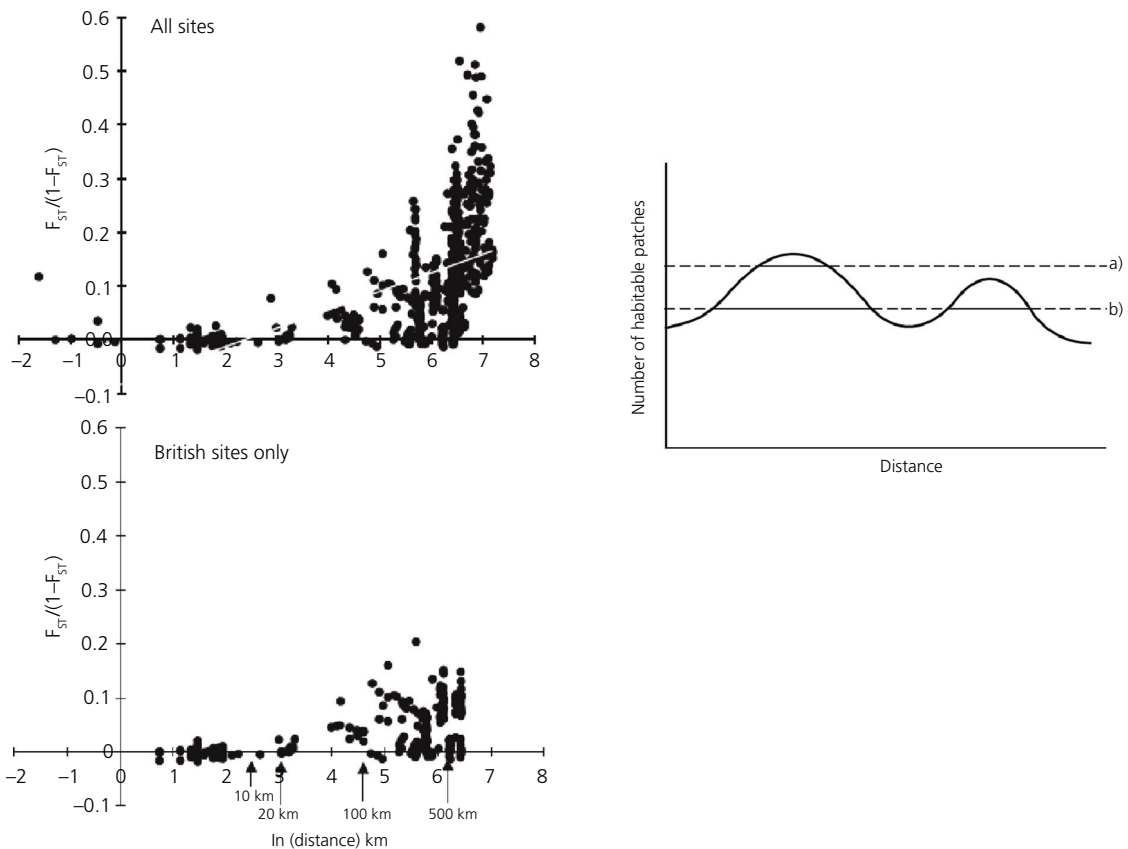 0.6
All sites
0.5
0.4
0.3
0.2
0.1
0.0
−2 −1 0 1 2 3 4 5 6 7 8
−0.1
F_ST/(1−F_ST)
0.6
British sites only
0.5
0.4
0.3
0.2
0.1
0
−2 −1 0 1 2 3 4 5 6 7 8
−0.1
F_ST/(1−F_ST)
10 km
20 km
100 km
500 km
In (distance) km
Number of habitable patches
a)
b)
Distance